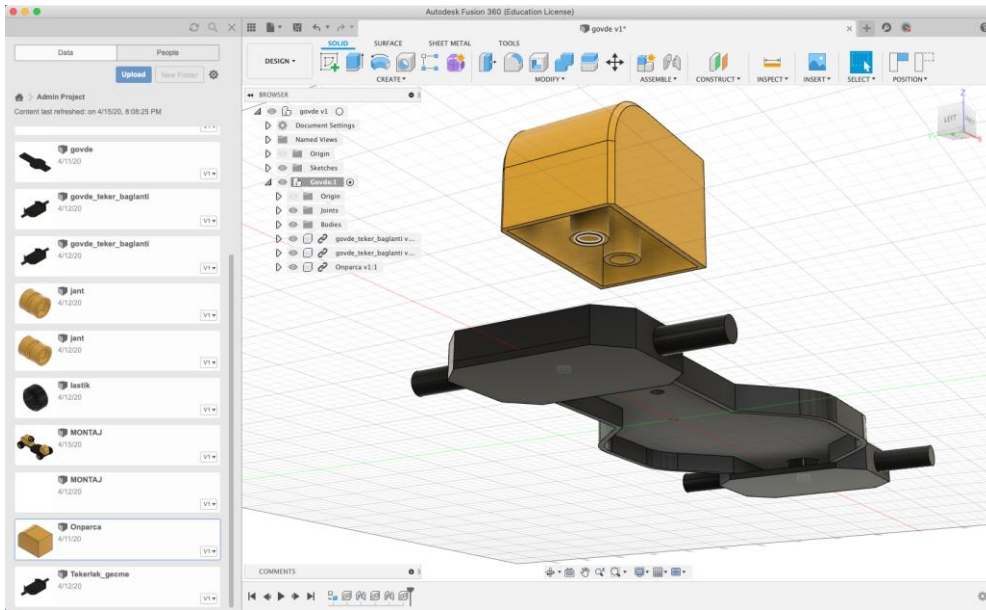 Autodesk Fusion 360 (Education License)
Data
People
Upload
New Folder
Admin Project
Content last refreshed: on 4/15/20, 8:08:25 PM
govde
4/11/20
V1
govde_teker_baglanti
4/12/20
V1
govde_teker_baglanti
4/12/20
V1
jant
4/12/20
V1
jant
4/12/20
V1
lastik
4/12/20
V1
MONTAJ
4/15/20
V1
MONTAJ
4/12/20
V1
Onparca
4/11/20
V1
Tekerlek_gecme
4/12/20
V1
govde v1*
DESIGN
SOLID
SURFACE
SHEET METAL
TOOLS
CREATE
MODIFY
ASSEMBLE
CONSTRUCT
INSPECT
INSERT
SELECT
POSITION
BROWSER
govde v1
Document Settings
Named Views
Origin
Sketches
Govde:1
Origin
Joints
Bodies
govde_teker_baglanti v...
govde_teker_baglanti v...
Onparca v1:1
Z
LEFT
COMMENTS